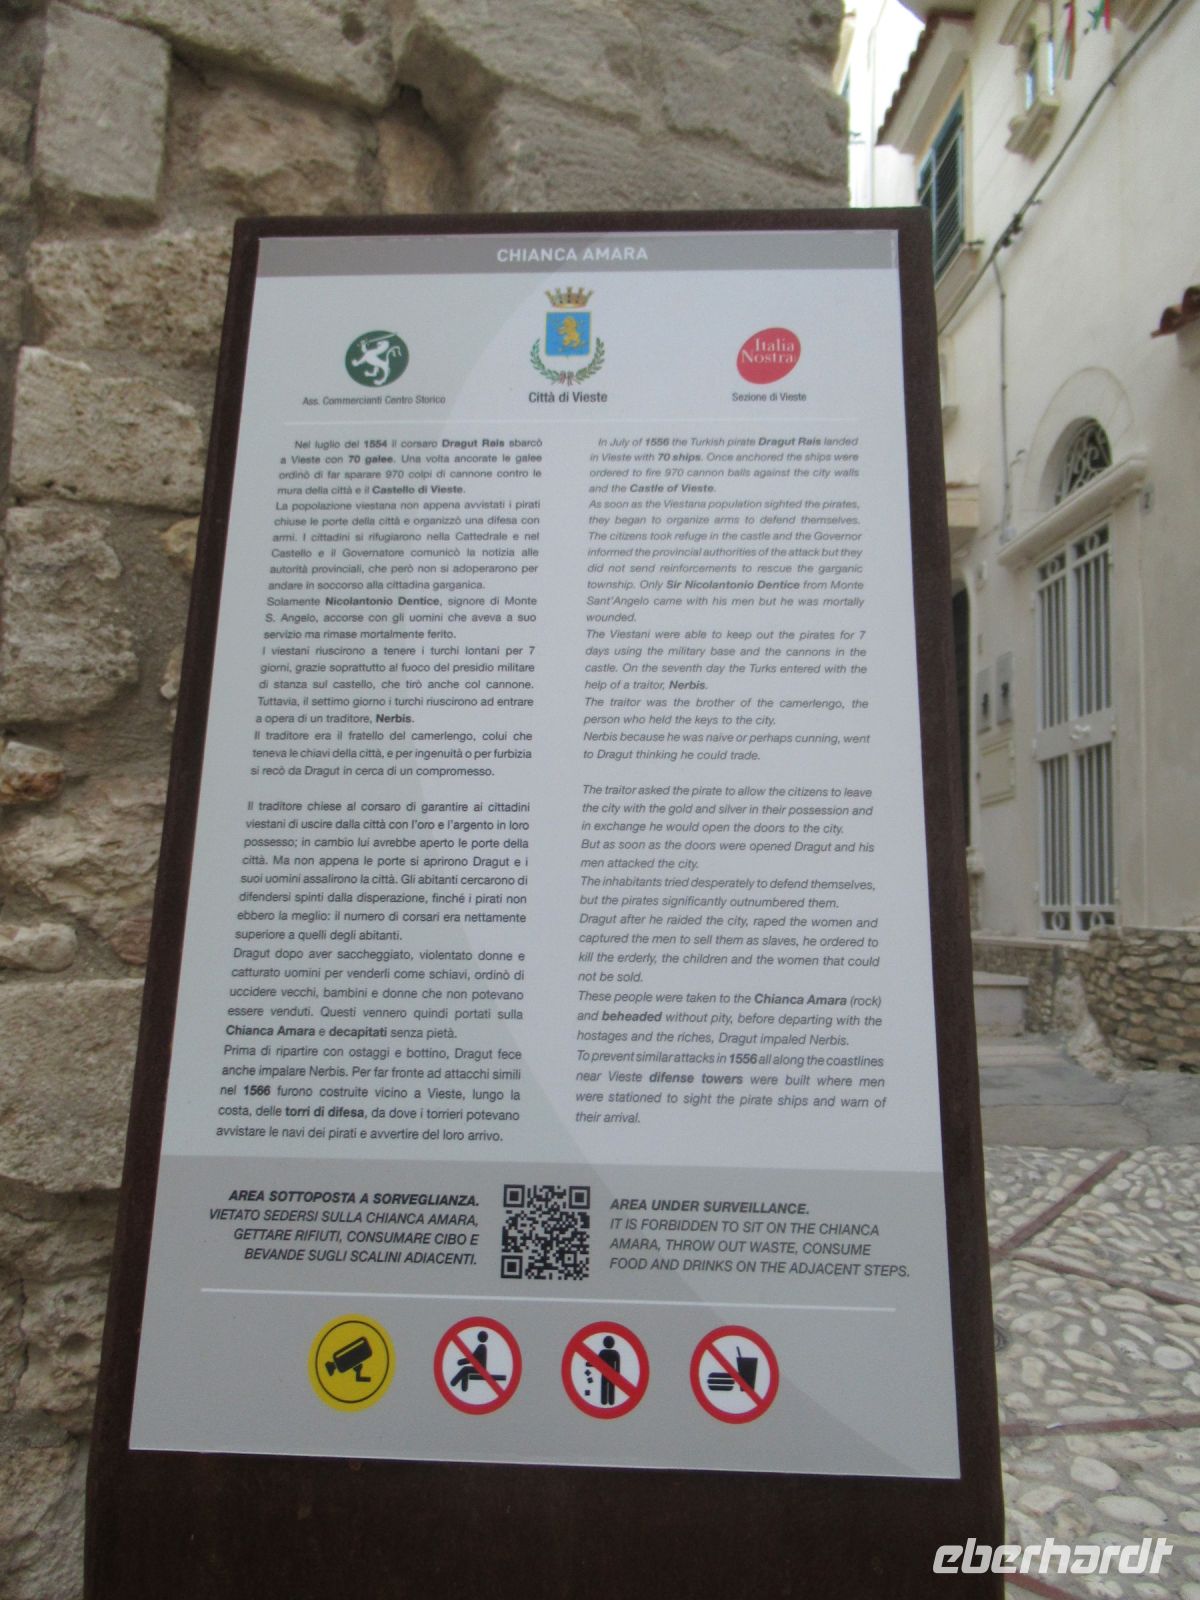 CHIANCA AMARA
Ass. Commercianti Centro Storico
Città di Vieste
Italia
Nostra
Sezione di Vieste
Nel luglio del 1554 il corsaro Dragut Rais sbarcò
a Vieste con 70 galee. Una volta ancorate le galee
ordinò di far sparare 970 colpi di cannone contro le
mura della città e il Castello di Vieste.
La popolazione viestana non appena avvistati i pirati
chiuse le porte della città e organizzò una difesa con
armi. I cittadini si rifugiarono nella Cattedrale e nel
Castello e il Governatore comunicò la notizia alle
autorità provinciali, che però non si adoperarono per
andare in soccorso alla cittadina garganica.
Solamente Nicolantonio Dentice, signore di Monte
S. Angelo, accorse con gli uomini che aveva a suo
servizio ma rimase mortalmente ferito.
I viestani riuscirono a tenere i turchi lontani per 7
giorni, grazie soprattutto al fuoco del presidio militare
di stanza sul castello, che tirò anche col cannone.
Tuttavia, il settimo giorno i turchi riuscirono ad entrare
a opera di un traditore, Nerbis.
Il traditore era il fratello del camerlengo, colui che
teneva le chiavi della città, e per ingenuità o per furbizia
si recò da Dragut in cerca di un compromesso.
Il traditore chiese al corsaro di garantire ai cittadini
viestani di uscire dalla città con l'oro e l'argento in loro
possesso; in cambio lui avrebbe aperto le porte della
città. Ma non appena le porte si aprirono Dragut e i
suoi uomini assalirono la città. Gli abitanti cercarono di
difendersi spinti dalla disperazione, finché i pirati non
ebbero la meglio: il numero di corsari era nettamente
superiore a quelli degli abitanti.
Dragut dopo aver saccheggiato, violentato donne e
catturato uomini per venderli come schiavi, ordinò di
uccidere vecchi, bambini e donne che non potevano
essere venduti. Questi vennero quindi portati sulla
Chianca Amara e decapitati senza pietà.
Prima di ripartire con ostaggi e bottino, Dragut fece
anche impalare Nerbis. Per far fronte ad attacchi simili
nel 1566 furono costruite vicino a Vieste, lungo la
costa, delle torri di difesa, da dove i torrieri potevano
avvistare le navi dei pirati e avvertire del loro arrivo.
In July of 1556 the Turkish pirate Dragut Rais landed
in Vieste with 70 ships. Once anchored the ships were
ordered to fire 970 cannon balls against the city walls
and the Castle of Vieste.
As soon as the Viestana population sighted the pirates,
they began to organize arms to defend themselves.
The citizens took refuge in the castle and the Governor
informed the provincial authorities of the attack but they
did not send reinforcements to rescue the garganic
township. Only Sir Nicolantonio Dentice from Monte
Sant'Angelo came with his men but he was mortally
wounded.
The Viestani were able to keep out the pirates for 7
days using the military base and the cannons in the
castle. On the seventh day the Turks entered with the
help of a traitor, Nerbis.
The traitor was the brother of the camerlengo, the
person who held the keys to the city.
Nerbis because he was naive or perhaps cunning, went
to Dragut thinking he could trade.
The traitor asked the pirate to allow the citizens to leave
the city with the gold and silver in their possession and
in exchange he would open the doors to the city.
But as soon as the doors were opened Dragut and his
men attacked the city.
The inhabitants tried desperately to defend themselves,
but the pirates significantly outnumbered them.
Dragut after he raided the city, raped the women and
captured the men to sell them as slaves, he ordered to
kill the erderly, the children and the women that could
not be sold.
These people were taken to the Chianca Amara (rock)
and beheaded without pity, before departing with the
hostages and the riches, Dragut impaled Nerbis.
To prevent similar attacks in 1556 all along the coastlines
near Vieste difense towers were built where men
were stationed to sight the pirate ships and warn of
their arrival.
AREA SOTTOPOSTA A SORVEGLIANZA.
VIETATO SEDERSI SULLA CHIANCA AMARA,
GETTARE RIFIUTI, CONSUMARE CIBO E
BEVANDE SUGLI SCALINI ADIACENTI.
AREA UNDER SURVEILLANCE.
IT IS FORBIDDEN TO SIT ON THE CHIANCA
AMARA, THROW OUT WASTE, CONSUME
FOOD AND DRINKS ON THE ADJACENT STEPS.
eberhardt